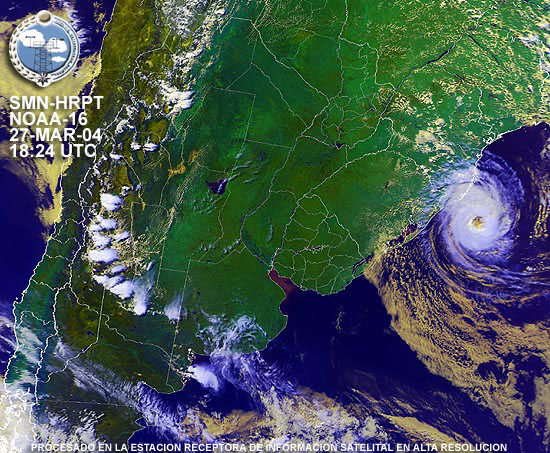 SMN-HRPT
NOAA-16
27-MAR-04
18:24 UTC
PROCESADO EN LA ESTACION RECEPTORA DE INFORMACION SATELITAL EN ALTA RESOLUCION